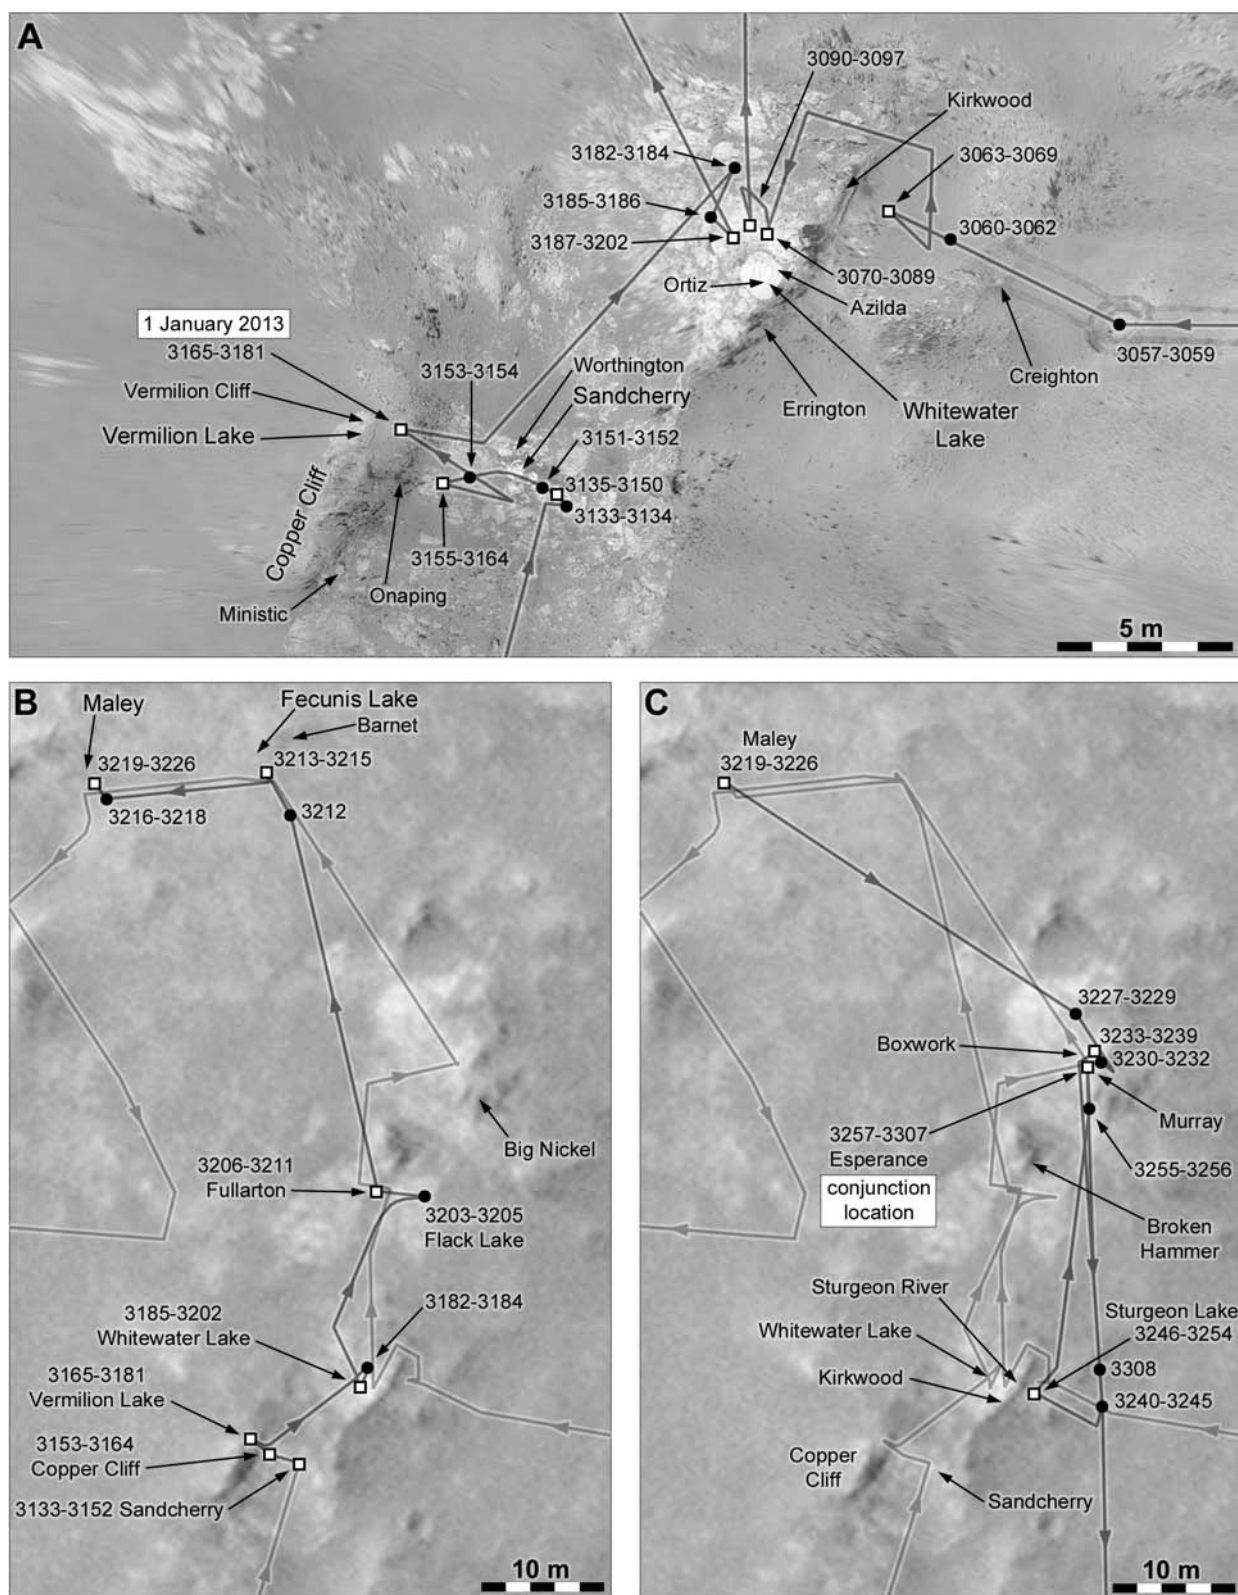 A
3090-3097
Kirkwood
3182-3184
3063-3069
3185-3186
3060-3062
3187-3202
3070-3089
Ortiz
Azilda
1 January 2013
3165-3181
3057-3059
Worthington
3153-3154
Creighton
Vermilion Cliff
Sandcherry
Errington
Whitewater
Lake
Vermilion Lake
3151-3152
3135-3150
3133-3134
Copper Cliff
3155-3164
Onaping
Ministic
5 m
B
Maley
Fecunis Lake
Barnet
3219-3226
3213-3215
3216-3218
3212
Big Nickel
3206-3211
Fullarton
3203-3205
Flack Lake
3182-3184
3185-3202
Whitewater Lake
3165-3181
Vermilion Lake
3153-3164
Copper Cliff
3133-3152 Sandcherry
10 m
C
Maley
3219-3226
3227-3229
3233-3239
Boxwork
3230-3232
Murray
3257-3307
Esperance
3255-3256
conjunction
location
Broken
Hammer
Sturgeon River
Sturgeon Lake
3246-3254
Whitewater Lake
3308
Kirkwood
3240-3245
Copper
Cliff
Sandcherry
10 m